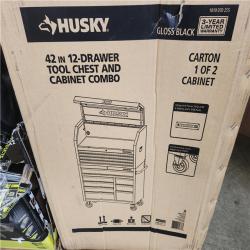 HUSKY
GLOSS BLACK
3-YEAR
LIMITED
WARRANTY
42 IN 12-DRAWER
TOOL CHEST AND
CABINET COMBO
CARTON
1 OF 2
CABINET
HUSKY